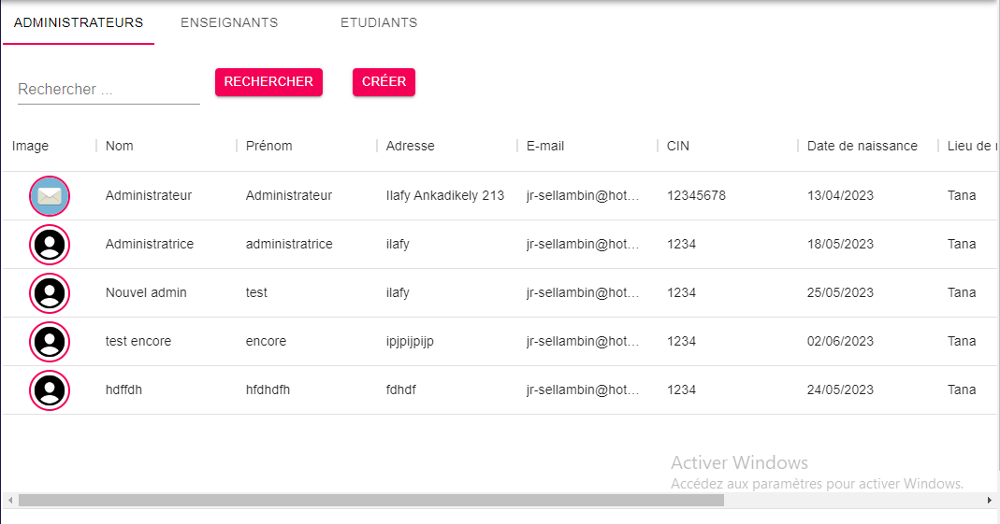 ADMINISTRATEURS ENSEIGNANTS ETUDIANTS
Rechercher ... RECHERCHER CRÉER
Image Nom Prénom Adresse E-mail CIN Date de naissance Lieu de
Administrateur Administrateur Ilafy Ankadikely 213 jr-sellambin@hot... 12345678 13/04/2023 Tana
Administratrice administratrice ilafy jr-sellambin@hot... 1234 18/05/2023 Tana
Nouvel admin test ilafy jr-sellambin@hot... 1234 25/05/2023 Tana
test encore encore ipjpijpijp jr-sellambin@hot... 1234 02/06/2023 Tana
hdffdh hfdhdfh fdhdf jr-sellambin@hot... 1234 24/05/2023 Tana
Activer Windows
Accédez aux paramètres pour activer Windows.